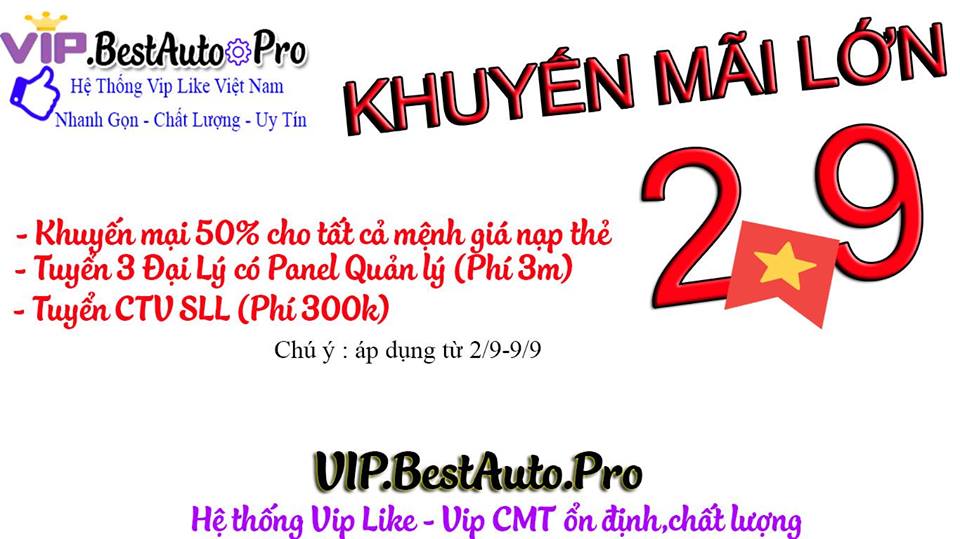 VIP.BestAuto Pro
Hệ Thống Vip Like Việt Nam
Nhanh Gọn - Chất Lượng - Uy Tín
KHUYẾN MÃI LỚN
2 9
- Khuyến mại 50% cho tất cả mệnh giá nạp thẻ
- Tuyển 3 Đại Lý có Panel Quản lý (Phí 3m)
- Tuyển CTV SLL (Phí 300k)
Chú ý : áp dụng từ 2/9-9/9
VIP.BestAuto.Pro
Hệ thống Vip Like - Vip CMT ổn định,chất lượng